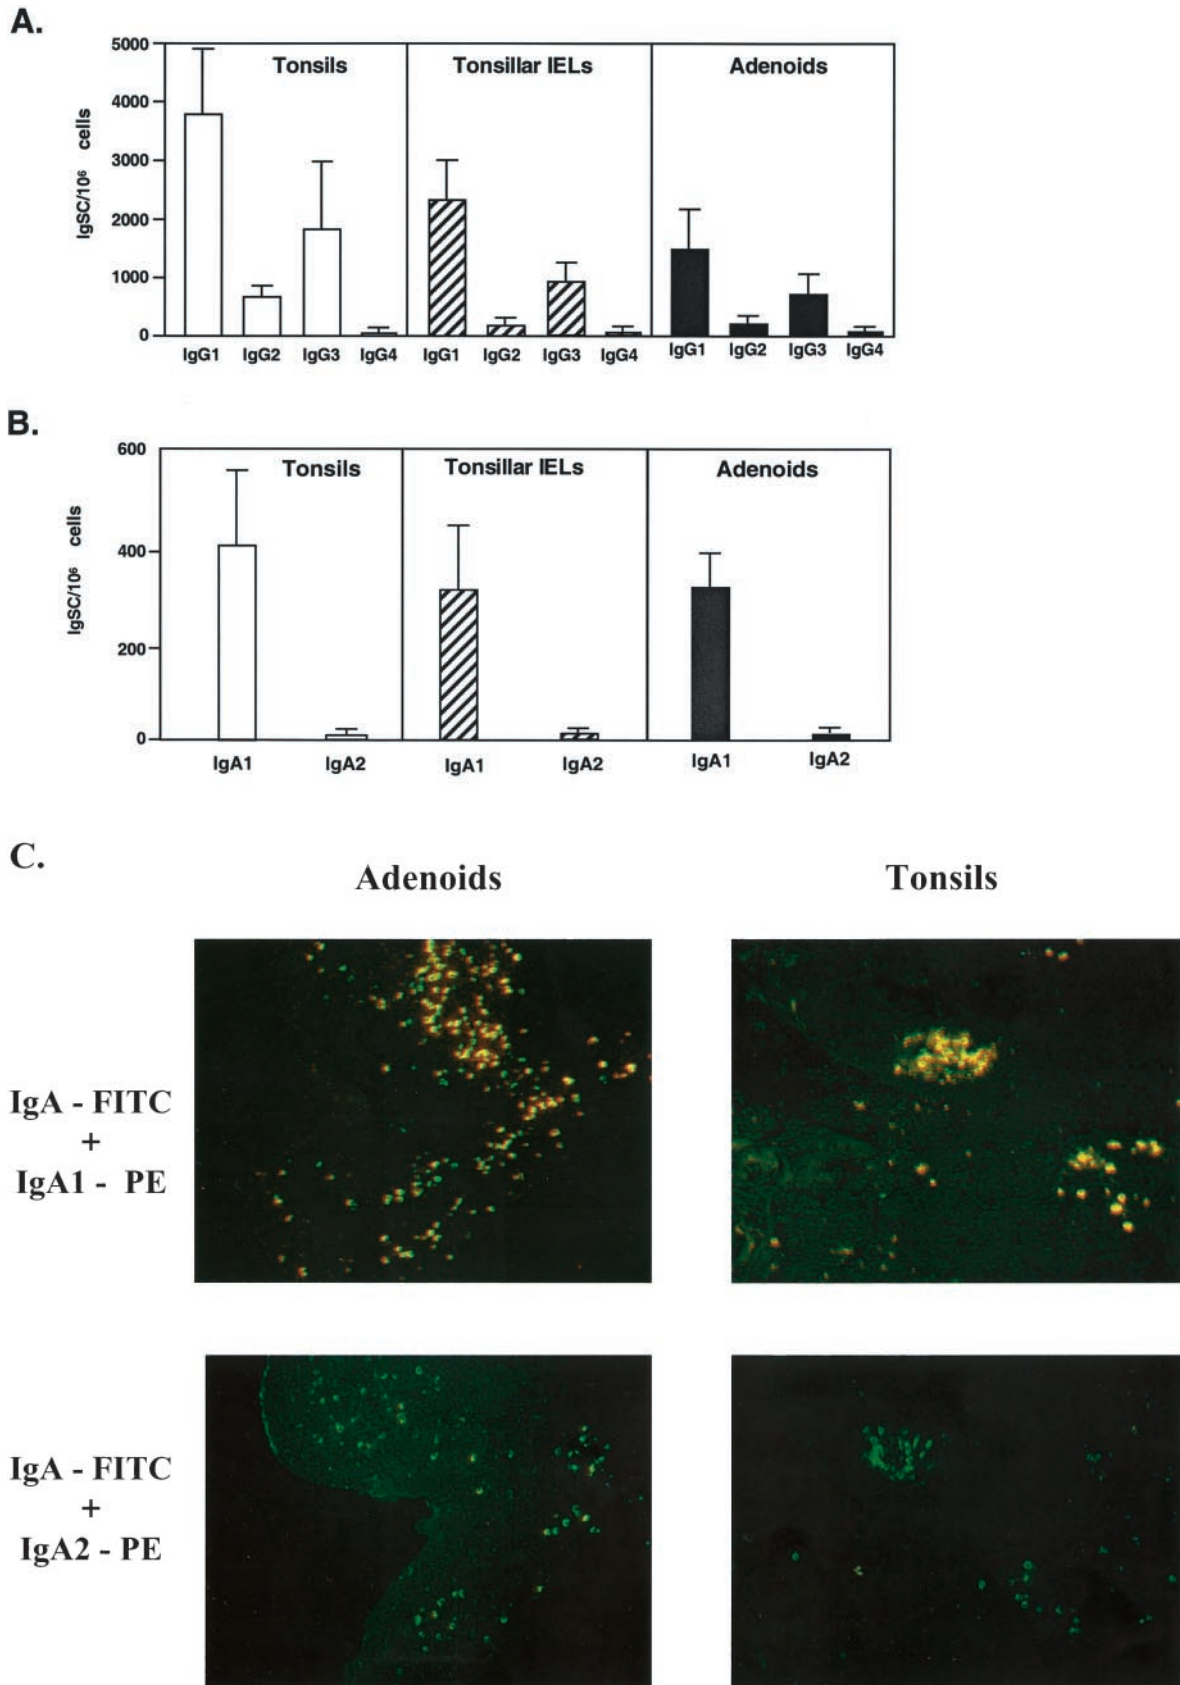 A.
5000
4000
3000
2000
1000
0
IgSC/10⁶ cells
Tonsils
Tonsillar IELs
Adenoids
IgG1 IgG2 IgG3 IgG4 IgG1 IgG2 IgG3 IgG4 IgG1 IgG2 IgG3 IgG4
B.
600
400
200
0
IgSC/10⁶ cells
Tonsils
Tonsillar IELs
Adenoids
IgA1 IgA2 IgA1 IgA2 IgA1 IgA2
C.
Adenoids
Tonsils
IgA - FITC
+
IgA1 - PE
IgA - FITC
+
IgA2 - PE